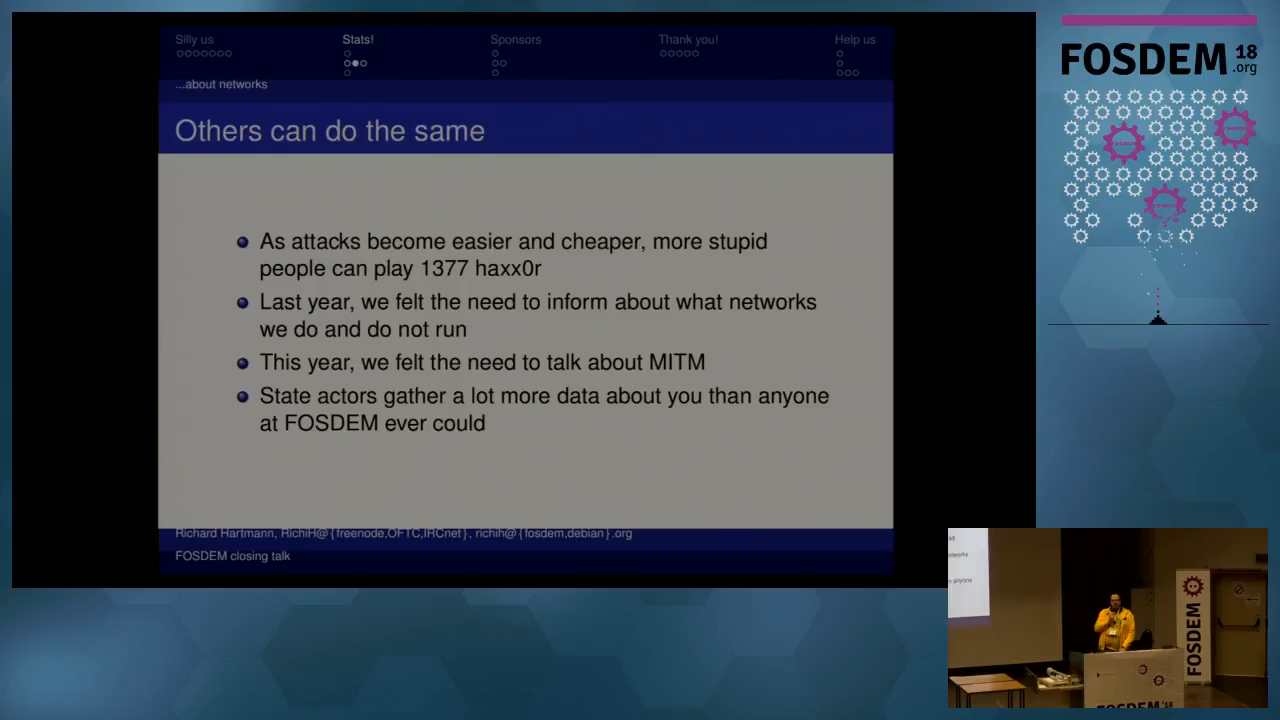 Silly us
Stats!
Sponsors
Thank you!
Help us
...about networks
Others can do the same
As attacks become easier and cheaper, more stupid
people can play 1377 haxx0r
Last year, we felt the need to inform about what networks
we do and do not run
This year, we felt the need to talk about MITM
State actors gather a lot more data about you than anyone
at FOSDEM ever could
Richard Hartmann, RichiH@{freenode,OFTC,IRCnet}, richih@{fosdem,debian}.org
FOSDEM closing talk
FOSDEM 18
.org
etworks
n anyone
FOSDEM
FOSDEM'18